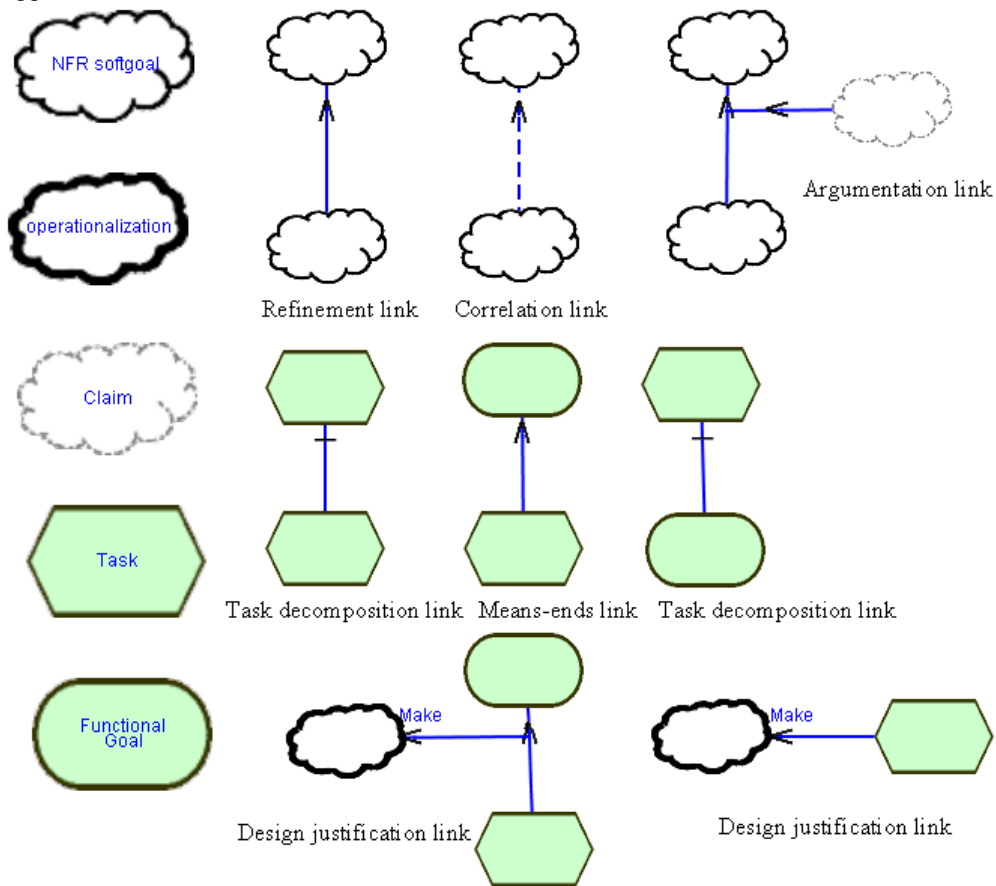 NFR softgoal
Argumentation link
operationalization
Refinement link
Correlation link
Claim
Task
Task decomposition link
Means-ends link
Task decomposition link
Functional
Goal
Make
Make
Design justification link
Design justification link